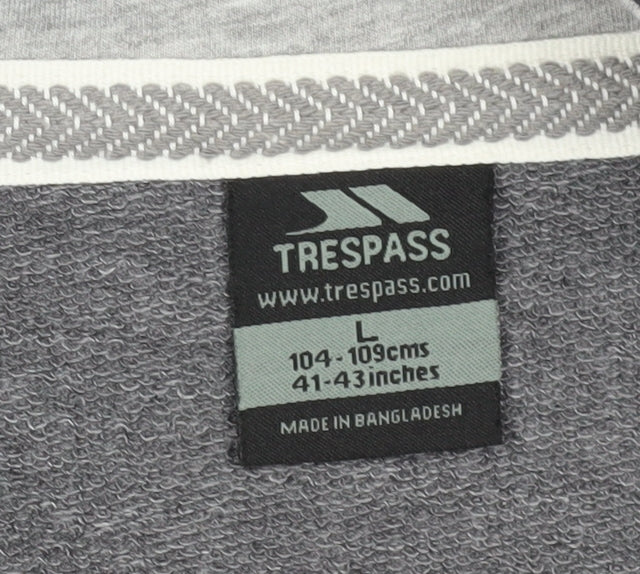 TRESPASS
www.trespass.com
L
104-109cms
41-43inches
MADE IN BANGLADESH